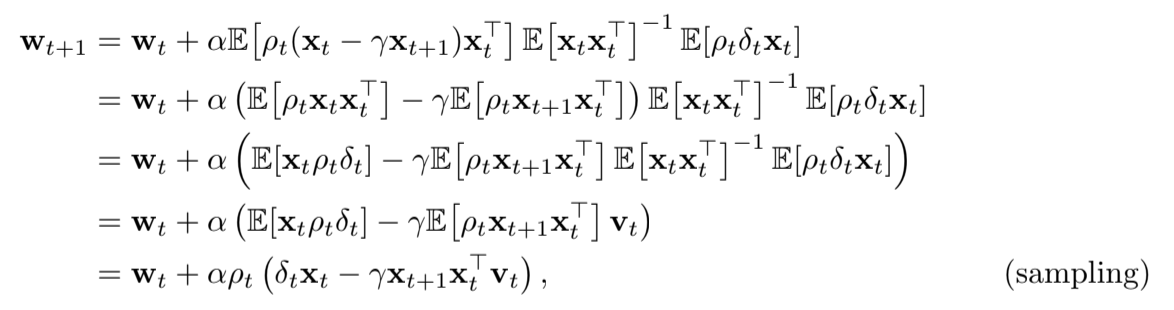 w_{t+1} = w_t + α𝔼[ρ_t(x_t − γx_{t+1})x_t^⊤] 𝔼[x_t x_t^⊤]^{−1} 𝔼[ρ_t δ_t x_t]
= w_t + α (𝔼[ρ_t x_t x_t^⊤] − γ𝔼[ρ_t x_{t+1} x_t^⊤]) 𝔼[x_t x_t^⊤]^{−1} 𝔼[ρ_t δ_t x_t]
= w_t + α (𝔼[x_t ρ_t δ_t] − γ𝔼[ρ_t x_{t+1} x_t^⊤] 𝔼[x_t x_t^⊤]^{−1} 𝔼[ρ_t δ_t x_t])
= w_t + α (𝔼[x_t ρ_t δ_t] − γ𝔼[ρ_t x_{t+1} x_t^⊤] v_t)
= w_t + αρ_t (δ_t x_t − γx_{t+1} x_t^⊤ v_t), (sampling)